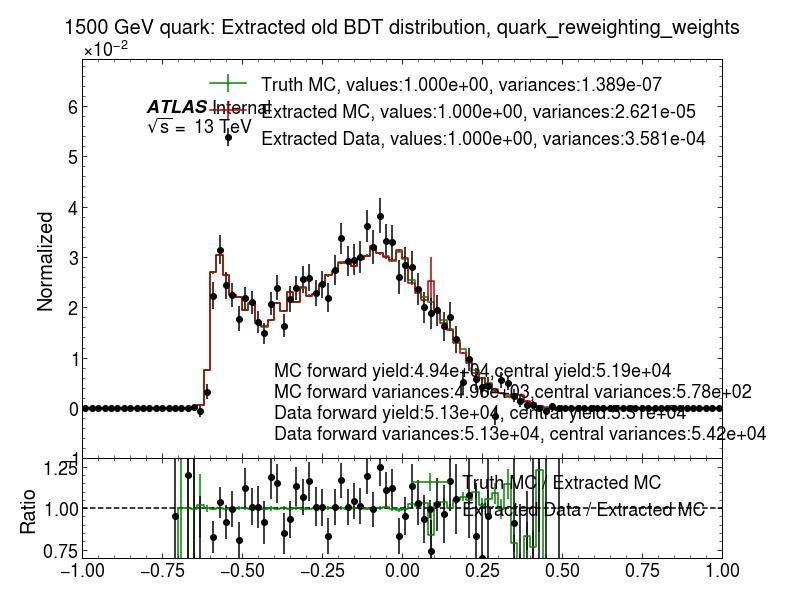 1500 GeV quark: Extracted old BDT distribution, quark_reweighting_weights
×10⁻²
Truth MC, values:1.000e+00, variances:1.389e-07
ATLAS Internal
Extracted MC, values:1.000e+00, variances:2.621e-05
√s = 13 TeV
Extracted Data, values:1.000e+00, variances:3.581e-04
Normalized
6
5
4
3
2
1
0
1
MC forward yield:4.94e+04,central yield:5.19e+04
MC forward variances:4.96e+03,central variances:5.78e+02
Data forward yield:5.13e+04, central yield:5.51e+04
Data forward variances:5.13e+04, central variances:5.42e+04
Ratio
1.25
1.00
0.75
Truth MC / Extracted MC
Extracted Data / Extracted MC
−1.00 −0.75 −0.50 −0.25 0.00 0.25 0.50 0.75 1.00